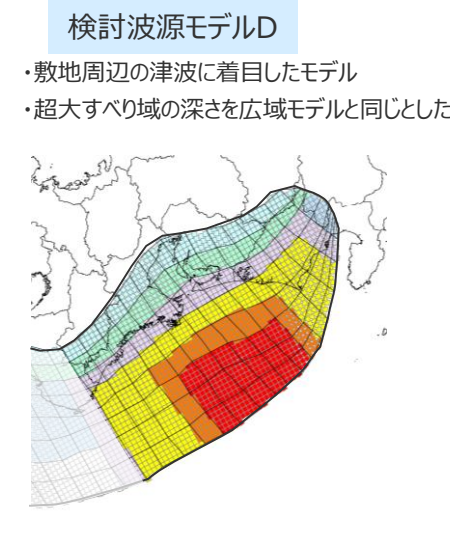 検討波源モデルD
・敷地周辺の津波に着目したモデル
・超大すべり域の深さを広域モデルと同じとした